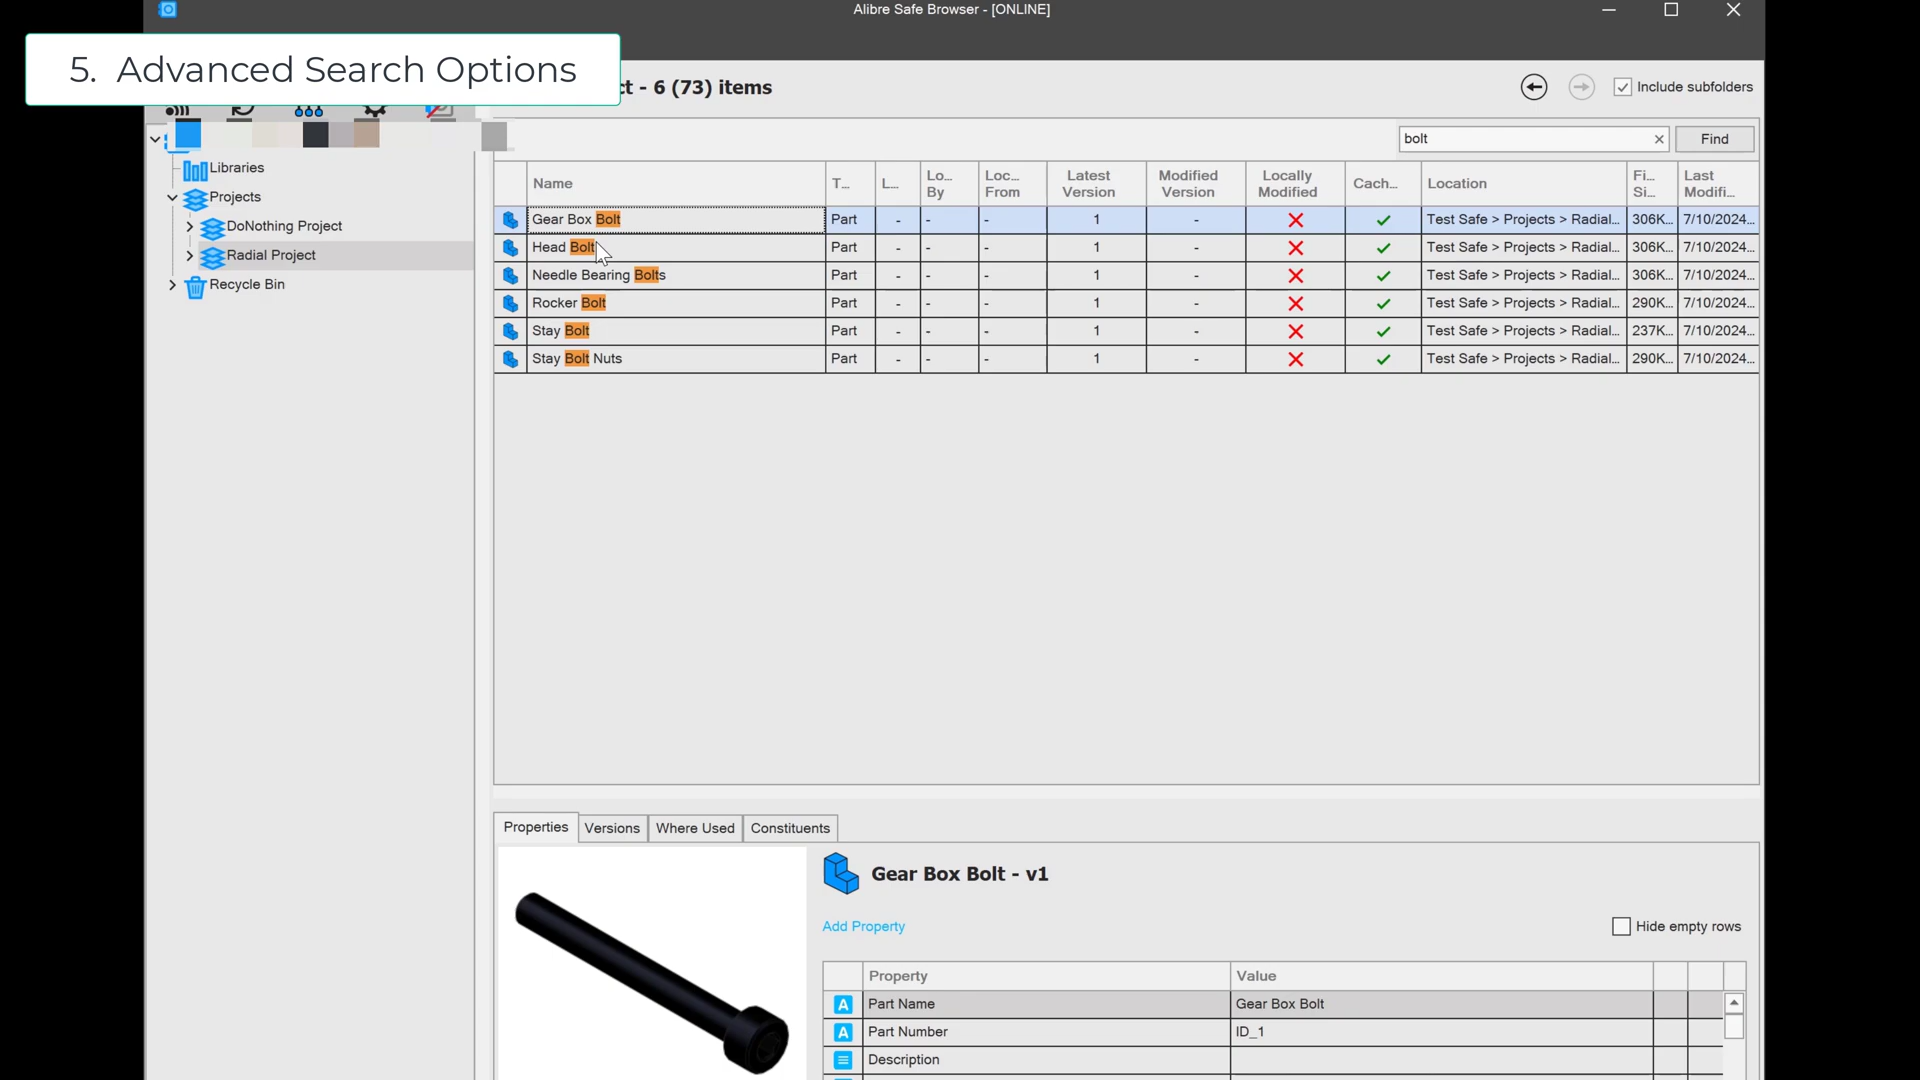 Alibre Safe Browser - [ONLINE]
5. Advanced Search Options
ct - 6 (73) items
Include subfolders
bolt
Find
Libraries
Projects
DoNothing Project
Radial Project
Recycle Bin
Name T... L... Lo... By Loc... From Latest Version Modified Version Locally Modified Cach... Location Fi... Si... Last Modifi...
Gear Box Bolt Part - - - 1 - Test Safe > Projects > Radial... 306K... 7/10/2024...
Head Bolt Part - - - 1 - Test Safe > Projects > Radial... 306K... 7/10/2024...
Needle Bearing Bolts Part - - - 1 - Test Safe > Projects > Radial... 306K... 7/10/2024...
Rocker Bolt Part - - - 1 - Test Safe > Projects > Radial... 290K... 7/10/2024...
Stay Bolt Part - - - 1 - Test Safe > Projects > Radial... 237K... 7/10/2024...
Stay Bolt Nuts Part - - - 1 - Test Safe > Projects > Radial... 290K... 7/10/2024...
Properties Versions Where Used Constituents
Gear Box Bolt - v1
Add Property
Hide empty rows
Property Value
A Part Name Gear Box Bolt
A Part Number ID_1
Description